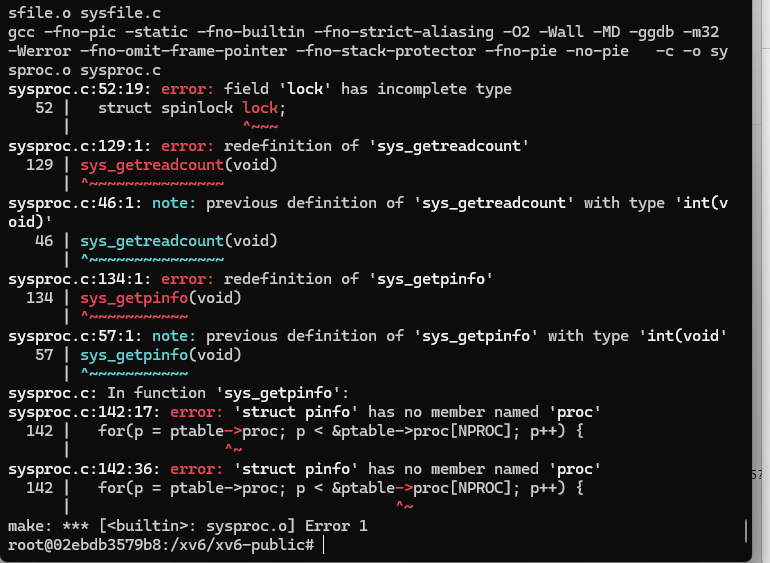 sfile.o sysfile.c
gcc -fno-pic -static -fno-builtin -fno-strict-aliasing -O2 -Wall -MD -ggdb -m32
-Werror -fno-omit-frame-pointer -fno-stack-protector -fno-pie -no-pie   -c -o sy
sproc.o sysproc.c
sysproc.c:52:19: error: field 'lock' has incomplete type
   52 |   struct spinlock lock;
      |                   ^~~~
sysproc.c:129:1: error: redefinition of 'sys_getreadcount'
  129 | sys_getreadcount(void)
      | ^~~~~~~~~~~~~~~~
sysproc.c:46:1: note: previous definition of 'sys_getreadcount' with type 'int(v
oid)'
   46 | sys_getreadcount(void)
      | ^~~~~~~~~~~~~~~~
sysproc.c:134:1: error: redefinition of 'sys_getpinfo'
  134 | sys_getpinfo(void)
      | ^~~~~~~~~~~~
sysproc.c:57:1: note: previous definition of 'sys_getpinfo' with type 'int(void'
   57 | sys_getpinfo(void)
      | ^~~~~~~~~~~~
sysproc.c: In function 'sys_getpinfo':
sysproc.c:142:17: error: 'struct pinfo' has no member named 'proc'
  142 |   for(p = ptable->proc; p < &ptable->proc[NPROC]; p++) {
      |                 ^~
sysproc.c:142:36: error: 'struct pinfo' has no member named 'proc'
  142 |   for(p = ptable->proc; p < &ptable->proc[NPROC]; p++) {
      |                                    ^~
make: *** [<builtin>: sysproc.o] Error 1
root@02ebdb3579b8:/xv6/xv6-public#